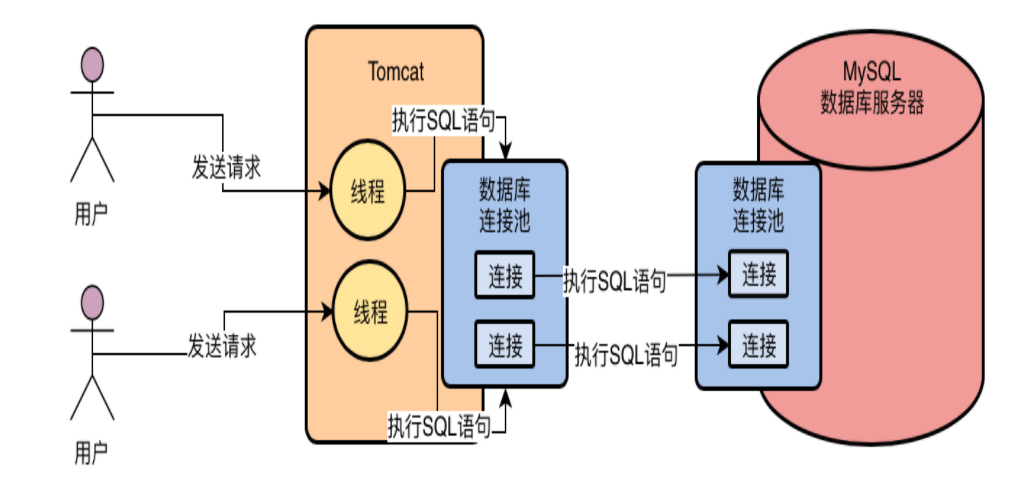 Tomcat
MySQL
数据库服务器
执行SQL语句
发送请求
线程
用户
数据库
连接池
连接
执行SQL语句
连接
数据库
连接池
连接
执行SQL语句
连接
线程
发送请求
执行SQL语句
用户